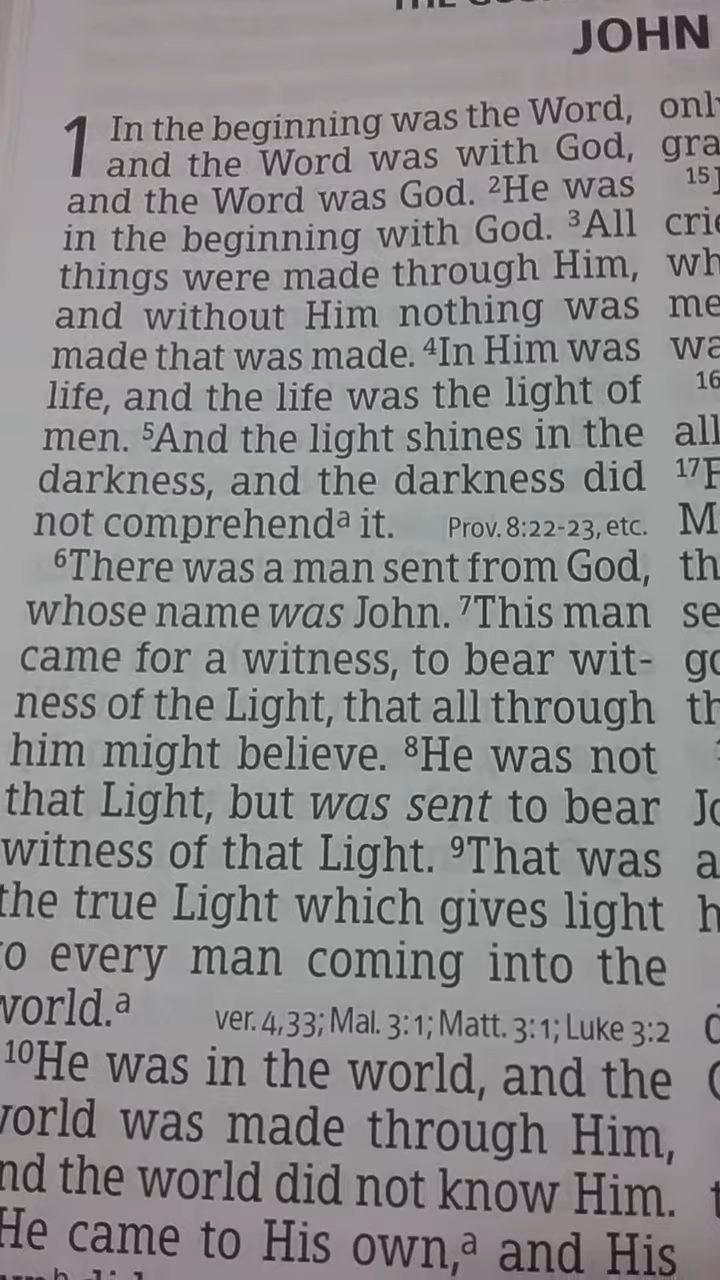 JOHN
1 In the beginning was the Word,
and the Word was with God,
and the Word was God. ²He was
in the beginning with God. ³All
things were made through Him,
and without Him nothing was
made that was made. ⁴In Him was
life, and the life was the light of
men. ⁵And the light shines in the
darkness, and the darkness did
not comprehendᵃ it. Prov. 8:22-23, etc.
⁶There was a man sent from God,
whose name was John. ⁷This man
came for a witness, to bear wit-
ness of the Light, that all through
him might believe. ⁸He was not
that Light, but was sent to bear
witness of that Light. ⁹That was
the true Light which gives light
to every man coming into the
world.ᵃ ver. 4,33; Mal. 3:1; Matt. 3:1; Luke 3:2
¹⁰He was in the world, and the
world was made through Him,
and the world did not know Him.
He came to His own,ᵃ and His